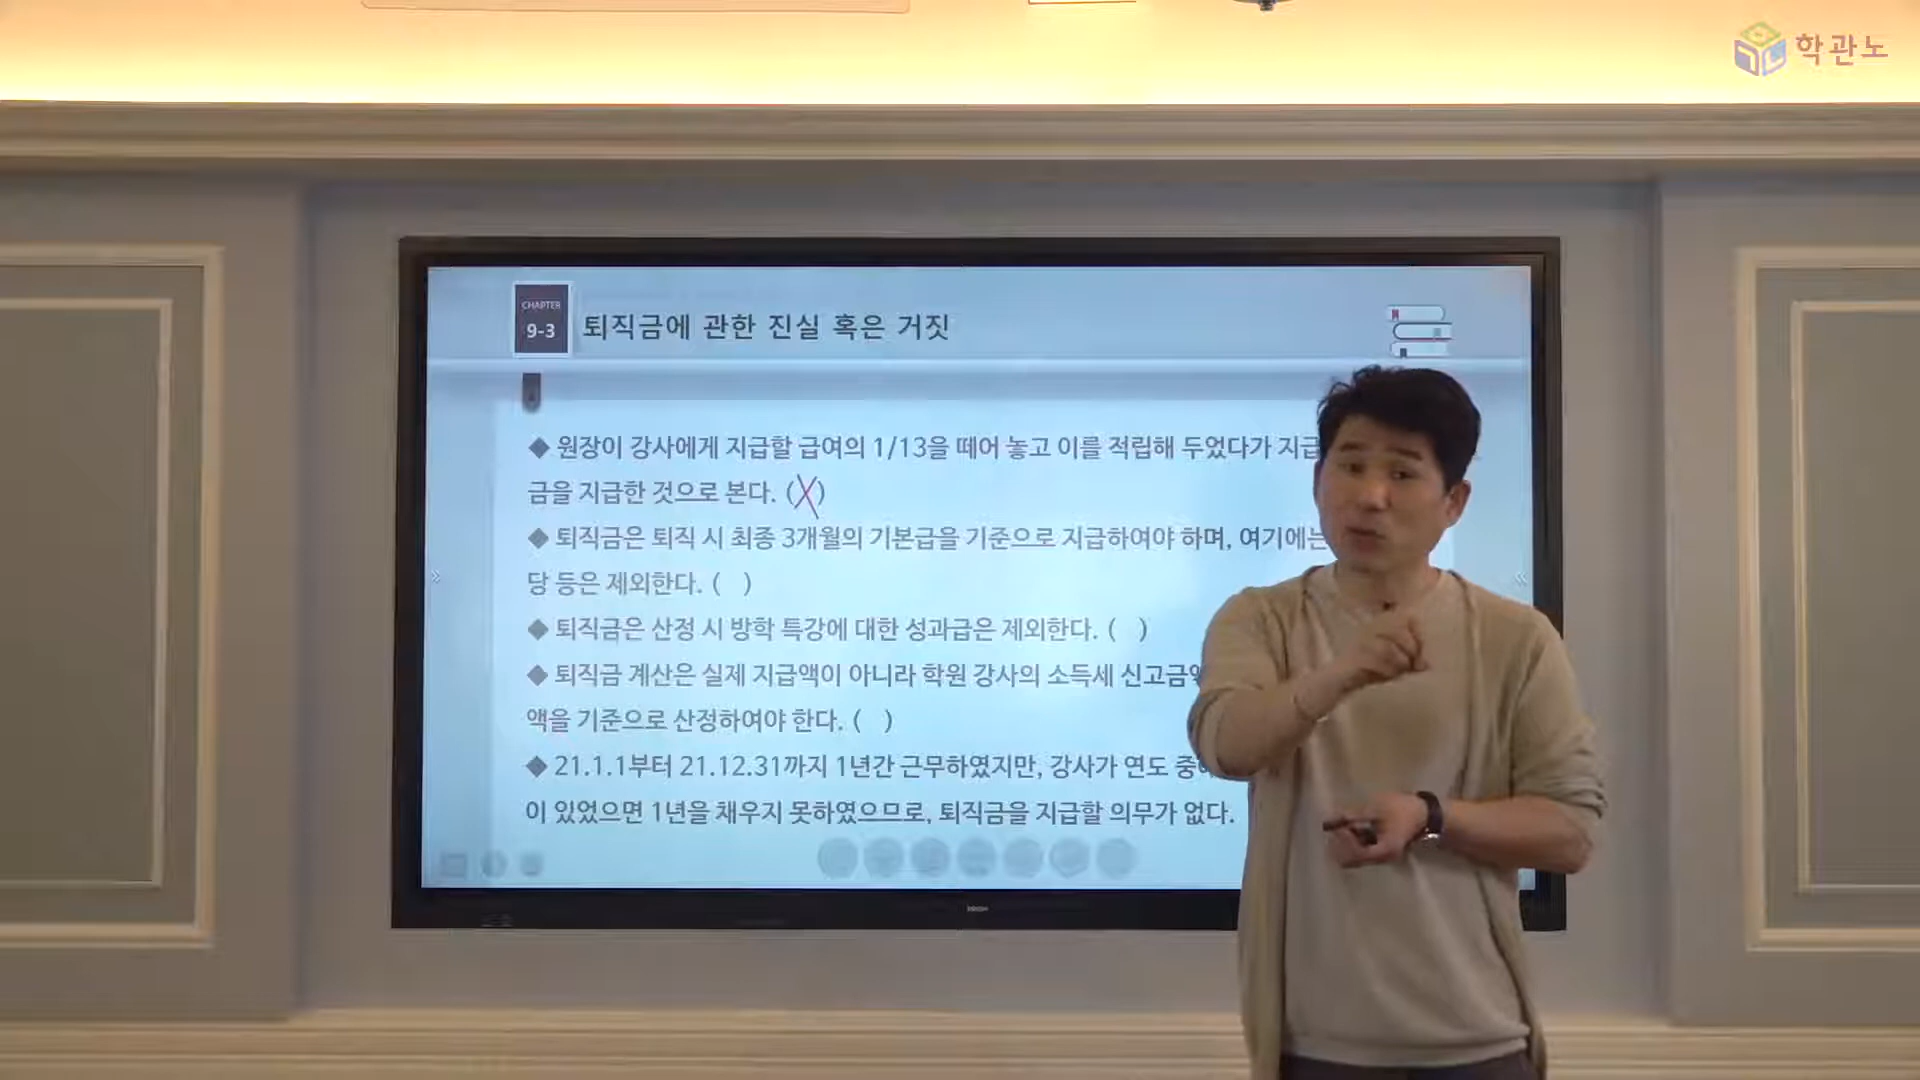 학관노
CHAPTER
9-3
퇴직금에 관한 진실 혹은 거짓
◆ 원장이 강사에게 지급할 급여의 1/13을 떼어 놓고 이를 적립해 두었다가 지급
금을 지급한 것으로 본다. (X)
◆ 퇴직금은 퇴직 시 최종 3개월의 기본급을 기준으로 지급하여야 하며, 여기에는
당 등은 제외한다. ( )
◆ 퇴직금은 산정 시 방학 특강에 대한 성과급은 제외한다. ( )
◆ 퇴직금 계산은 실제 지급액이 아니라 학원 강사의 소득세 신고금액
액을 기준으로 산정하여야 한다. ( )
◆ 21.1.1부터 21.12.31까지 1년간 근무하였지만, 강사가 연도 중에
이 있었으면 1년을 채우지 못하였으므로, 퇴직금을 지급할 의무가 없다.